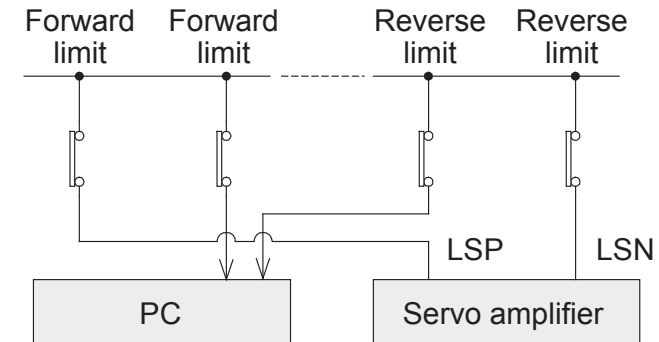 Forward limit
Forward limit
Reverse limit
Reverse limit
LSP
LSN
PC
Servo amplifier